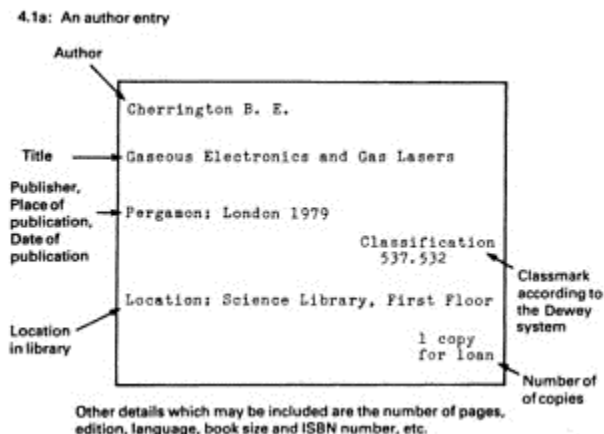 4.1a: An author entry
Author
Cherrington B. E.
Title
Gaseous Electronics and Gas Lasers
Publisher,
Place of
publication,
Date of
publication
Pergamon; London 1979
Classification
537.532
Classmark
according to
the Dewey
system
Location; Science Library, First Floor
Location
in library
1 copy
for loan
Number of
of copies
Other details which may be included are the number of pages,
edition, language, book size and ISBN number, etc.